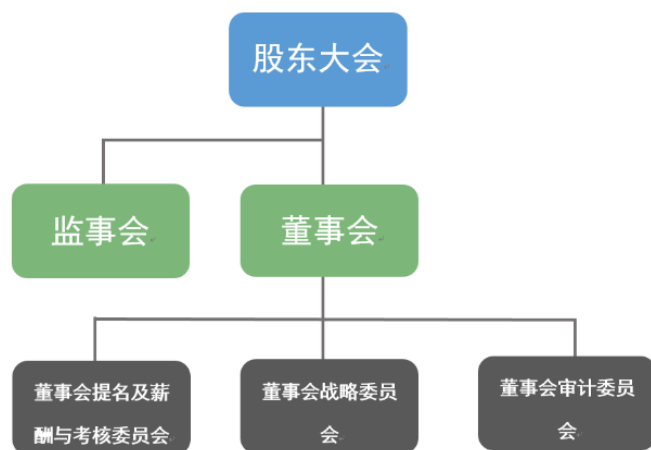 股东大会
监事会
董事会
董事会提名及薪
酬与考核委员会
董事会战略委员
会
董事会审计委员
会